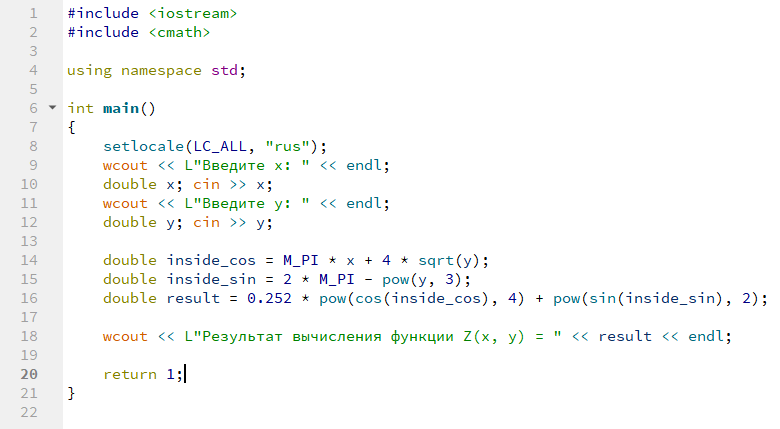 1 #include <iostream>
2 #include <cmath>
3
4 using namespace std;
5
6 int main()
7 {
8     setlocale(LC_ALL, "rus");
9     wcout << L"Введите x: " << endl;
10     double x; cin >> x;
11     wcout << L"Введите y: " << endl;
12     double y; cin >> y;
13
14     double inside_cos = M_PI * x + 4 * sqrt(y);
15     double inside_sin = 2 * M_PI - pow(y, 3);
16     double result = 0.252 * pow(cos(inside_cos), 4) + pow(sin(inside_sin), 2);
17
18     wcout << L"Результат вычисления функции Z(x, y) = " << result << endl;
19
20     return 1;
21 }
22